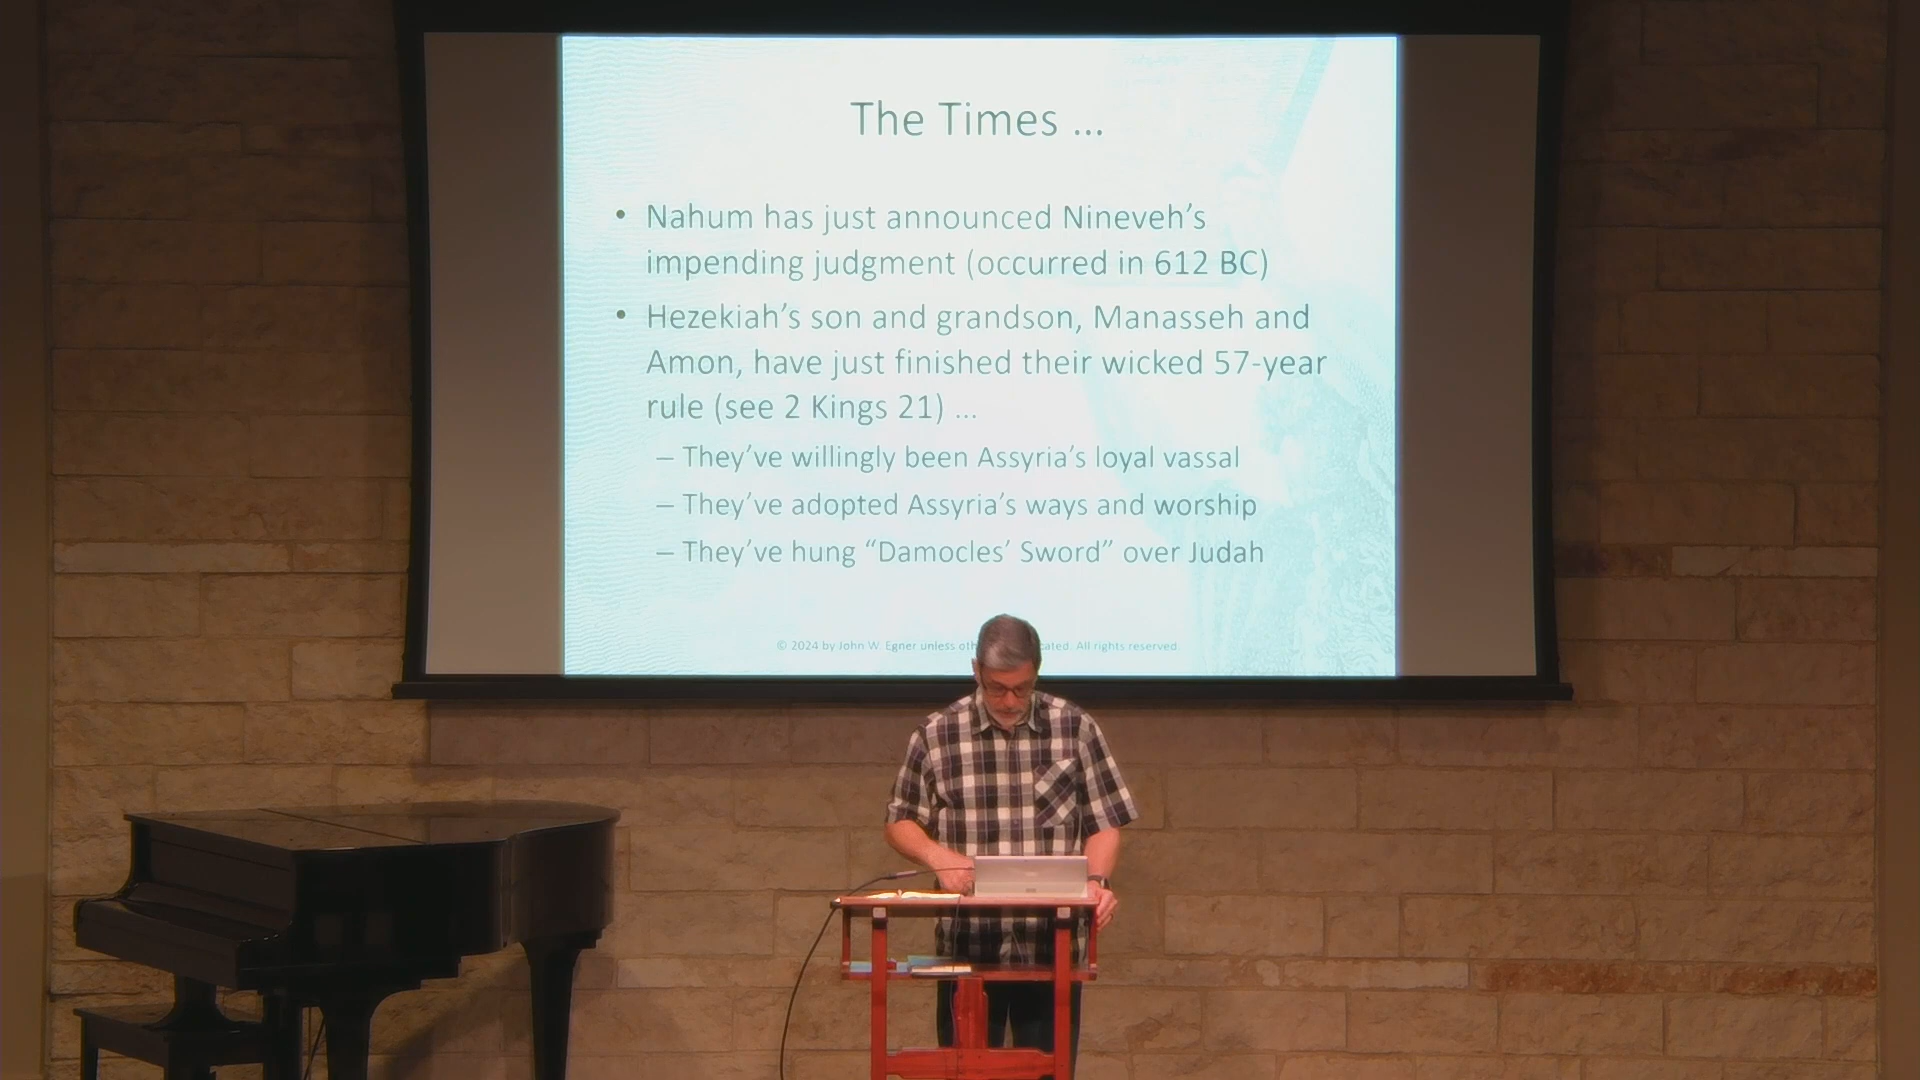 The Times ...
• Nahum has just announced Nineveh's
impending judgment (occurred in 612 BC)
• Hezekiah's son and grandson, Manasseh and
Amon, have just finished their wicked 57-year
rule (see 2 Kings 21) ...
– They've willingly been Assyria's loyal vassal
– They've adopted Assyria's ways and worship
– They've hung “Damocles' Sword” over Judah
© 2024 by John W. Egner unless oth cated. All rights reserved.